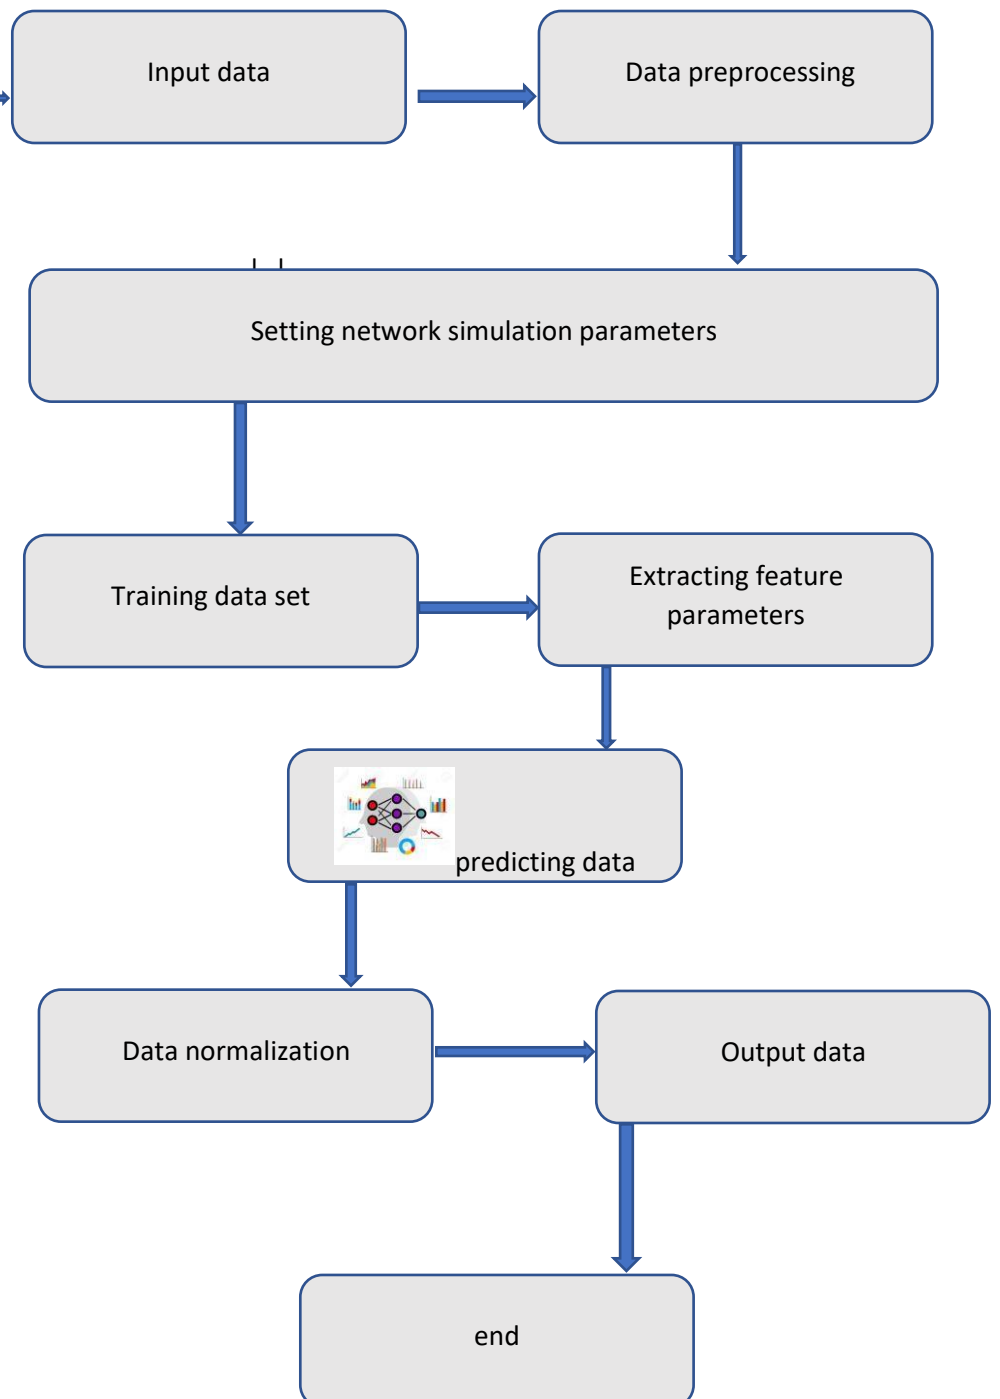 Input data
Data preprocessing
Setting network simulation parameters
Training data set
Extracting feature
parameters
predicting data
Data normalization
Output data
end